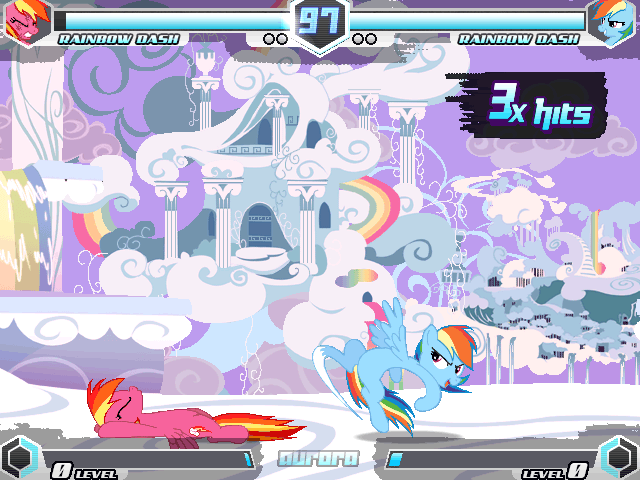 97
RAINBOW DASH
RAINBOW DASH
3x hits
0 LEVEL
aurora
LEVEL 0